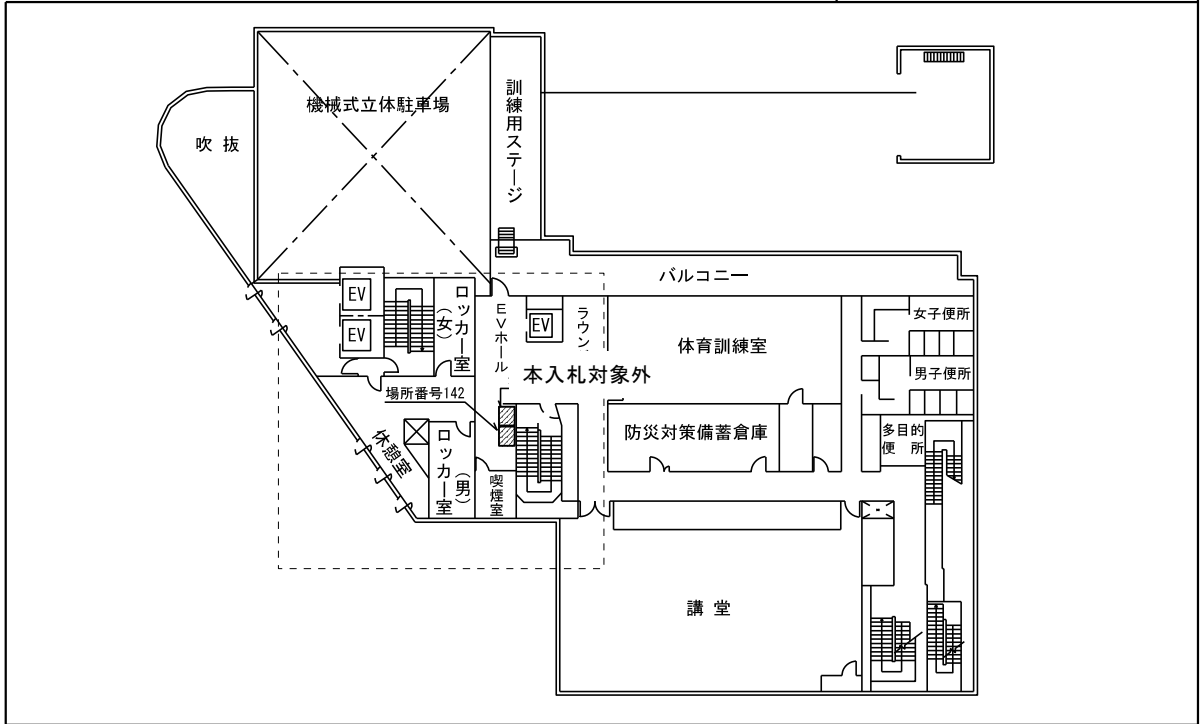 機械式立体駐車場
訓練用ステージ
吹 抜
バルコニー
EV
EV
ロッカー室
(女)
EVホール
EV
ラウン
女子便所
体育訓練室
男子便所
本入札対象外
場所番号142
休憩室
ロッカー室
(男)
喫煙室
防災対策備蓄倉庫
多目的
便 所
講 堂